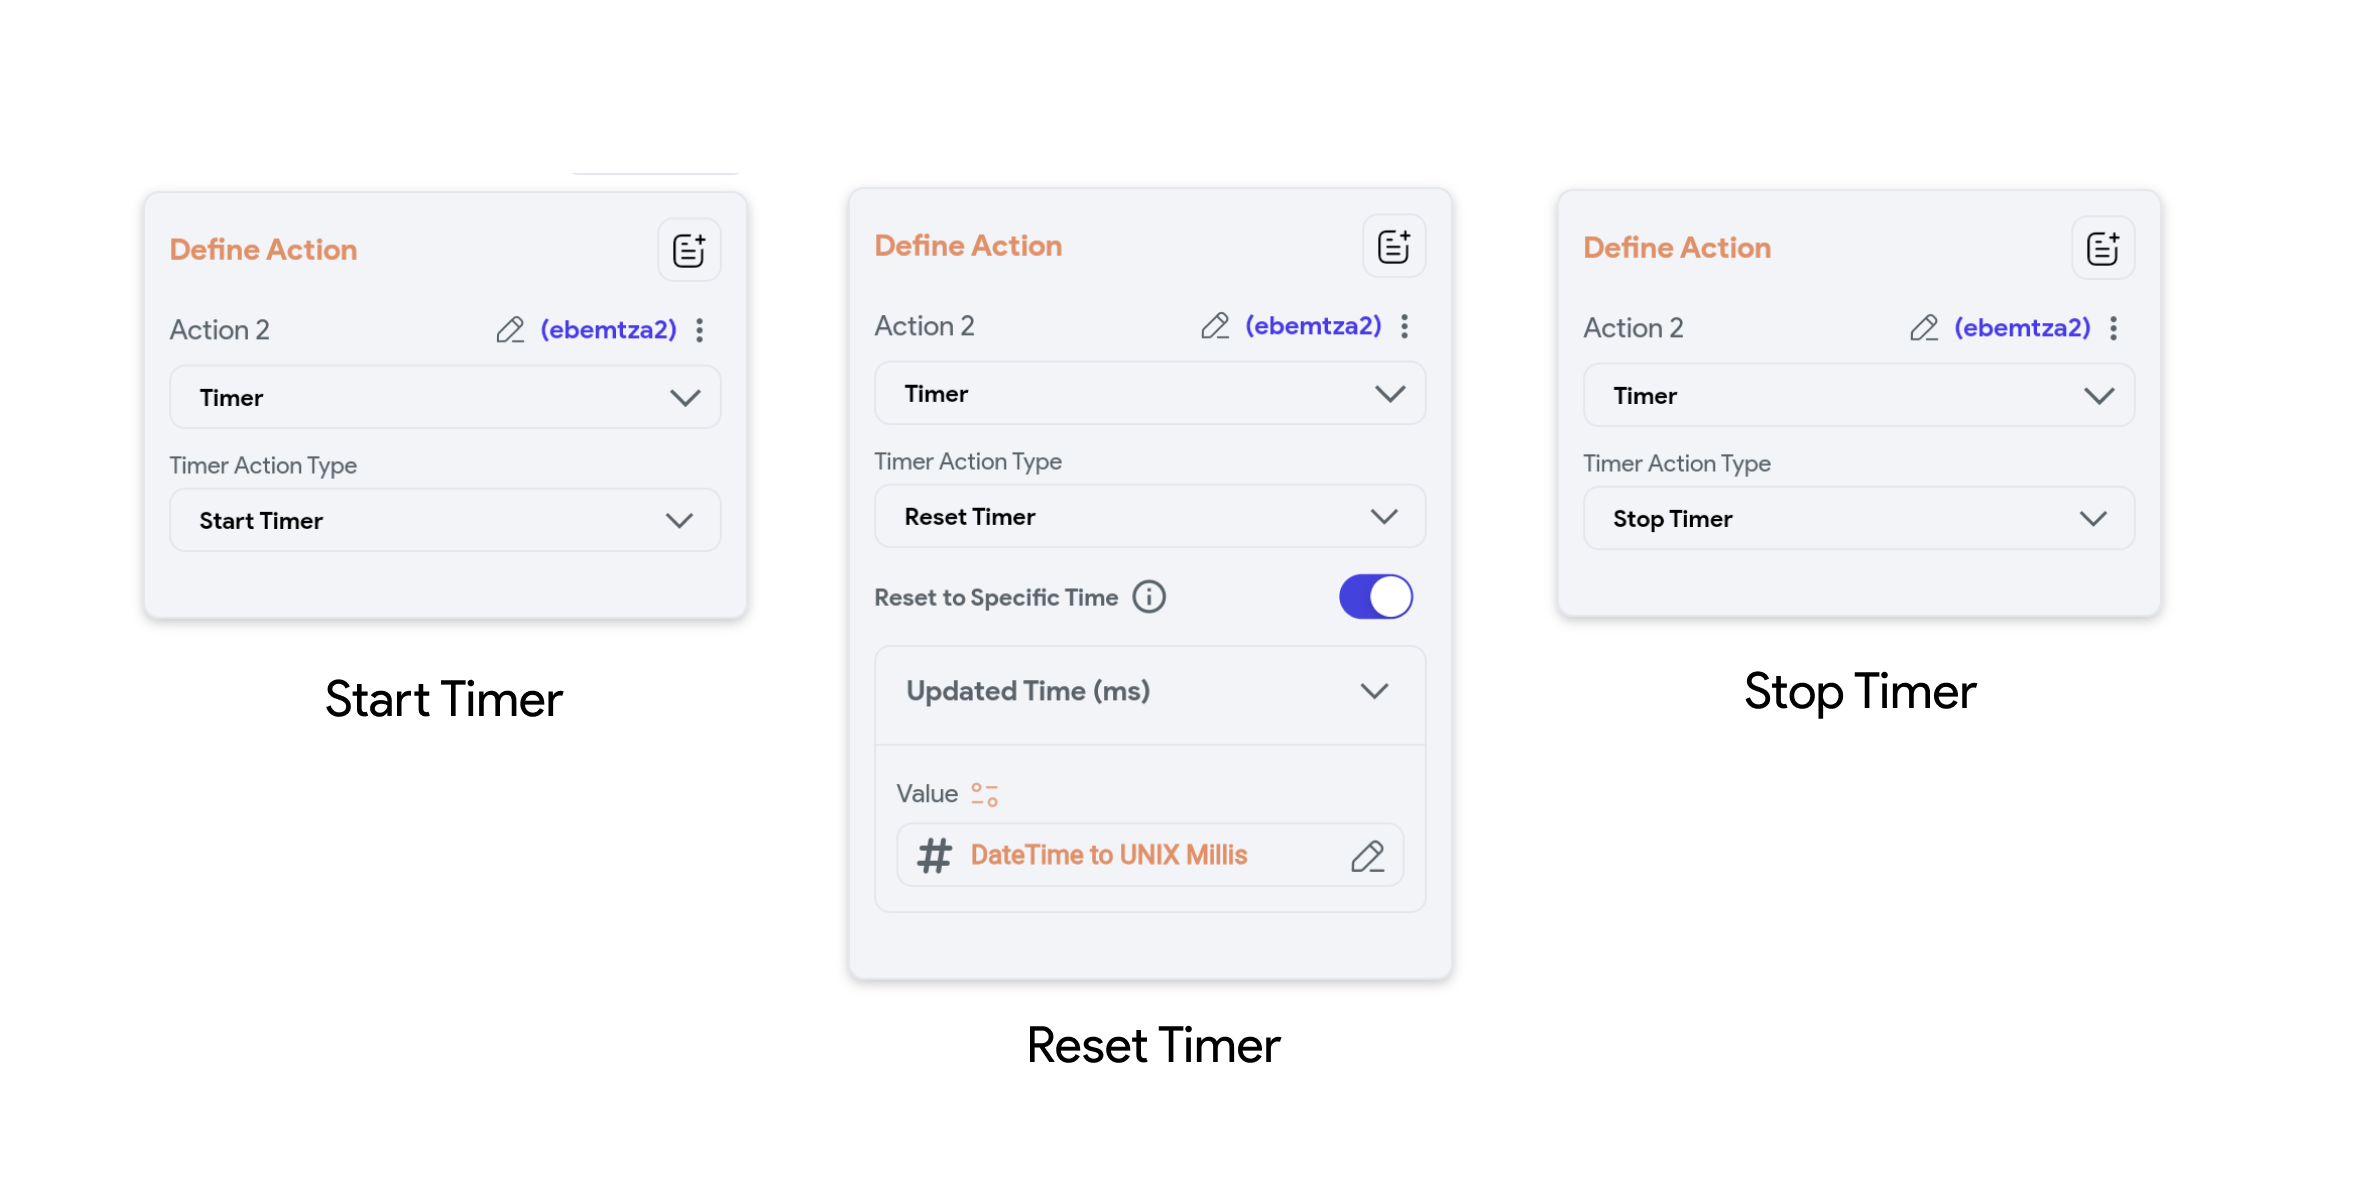 Define Action
Action 2 (ebemtza2)
Timer
Timer Action Type
Start Timer
Start Timer
Define Action
Action 2 (ebemtza2)
Timer
Timer Action Type
Reset Timer
Reset to Specific Time
Updated Time (ms)
Value
DateTime to UNIX Millis
Reset Timer
Define Action
Action 2 (ebemtza2)
Timer
Timer Action Type
Stop Timer
Stop Timer